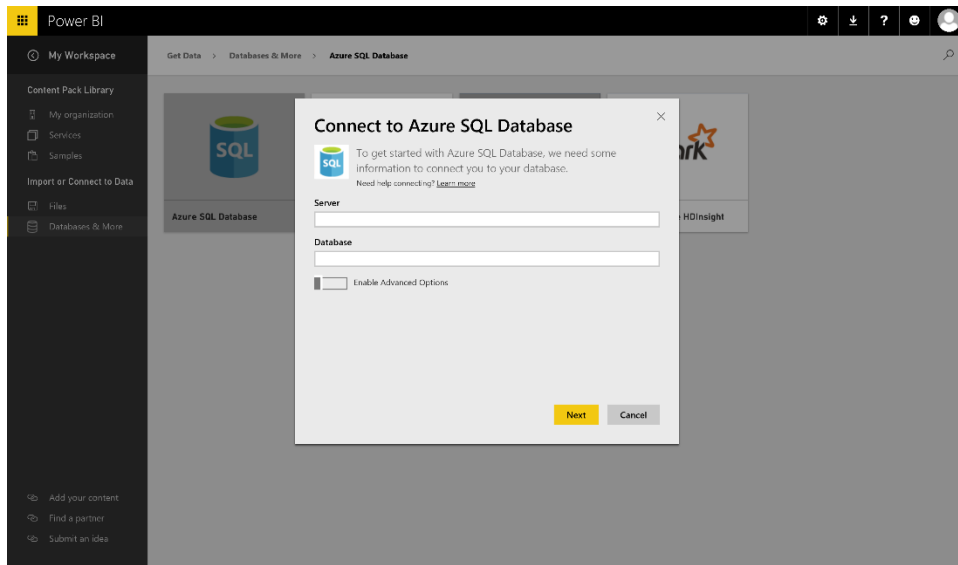 Power BI
?
My Workspace
Get Data > Databases & More > Azure SQL Database
Content Pack Library
My organization
Services
Samples
Import or Connect to Data
Files
Databases & More
Add your content
Find a partner
Submit an idea
SQL
Azure SQL Database
ark
HDInsight
Connect to Azure SQL Database
SQL
To get started with Azure SQL Database, we need some
information to connect you to your database.
Need help connecting? Learn more
Server
Database
Enable Advanced Options
Next
Cancel